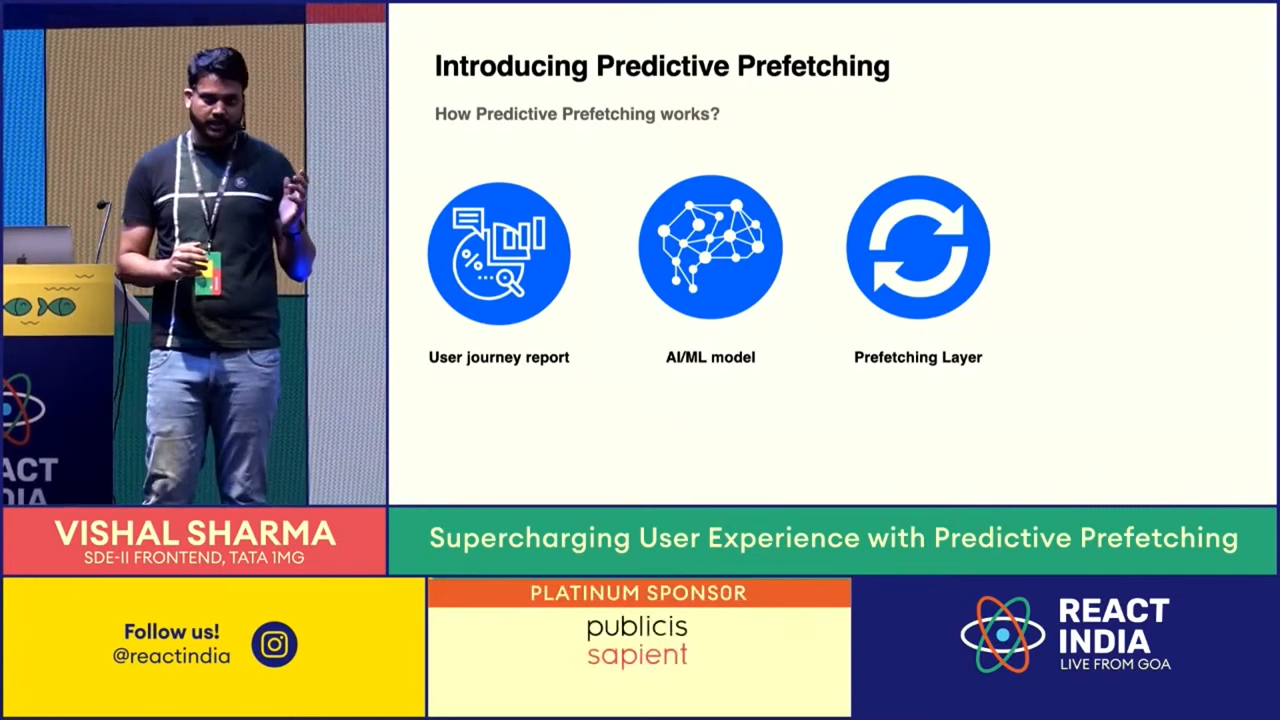 Introducing Predictive Prefetching
How Predictive Prefetching works?
%
User journey report
AI/ML model
Prefetching Layer
ACT
INDIA
VISHAL SHARMA
SDE-II FRONTEND, TATA 1MG
Supercharging User Experience with Predictive Prefetching
Follow us!
@reactindia
PLATINUM SPONSOR
publicis
sapient
REACT
INDIA
LIVE FROM GOA